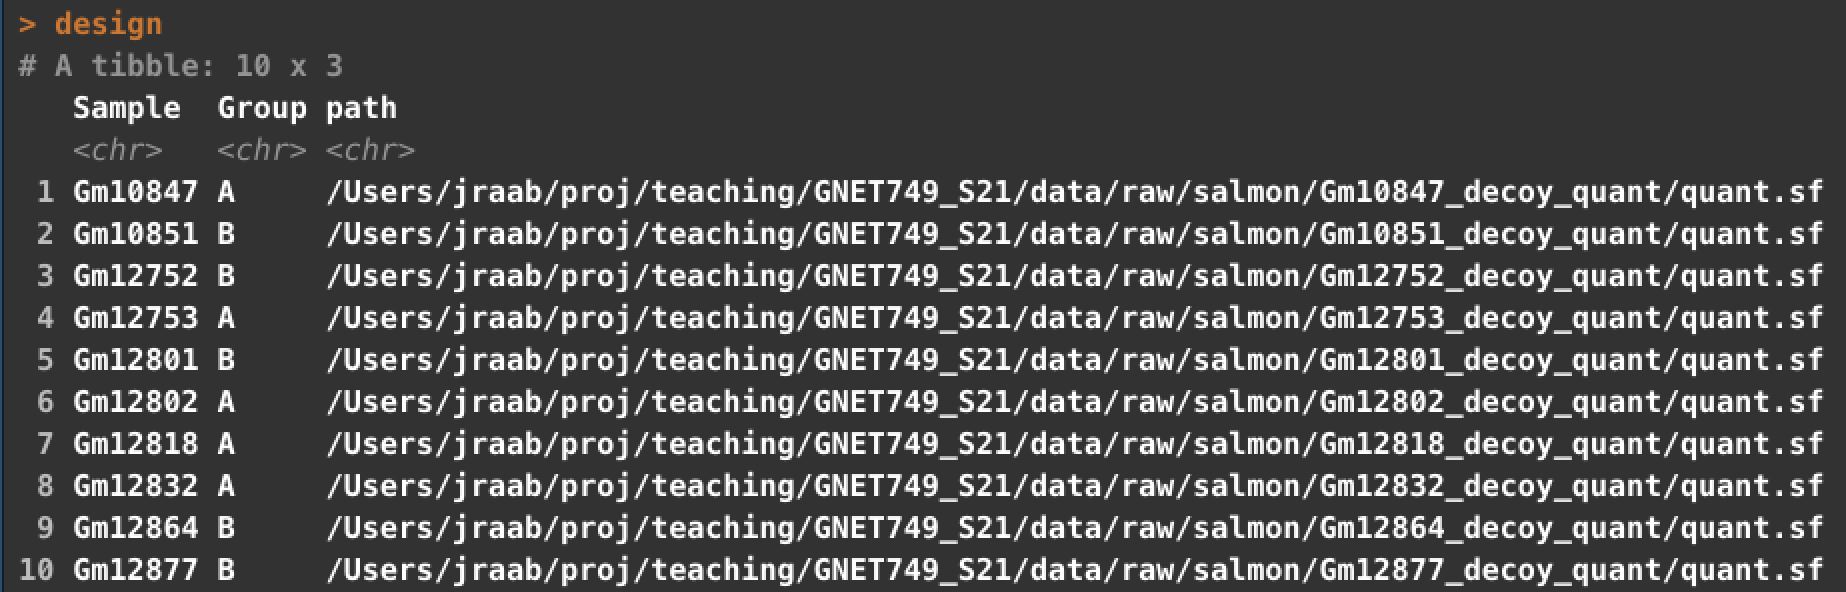 > design
# A tibble: 10 x 3
Sample Group path
<chr> <chr> <chr>
1 Gm10847 A /Users/jraab/proj/teaching/GNET749_S21/data/raw/salmon/Gm10847_decoy_quant/quant.sf
2 Gm10851 B /Users/jraab/proj/teaching/GNET749_S21/data/raw/salmon/Gm10851_decoy_quant/quant.sf
3 Gm12752 B /Users/jraab/proj/teaching/GNET749_S21/data/raw/salmon/Gm12752_decoy_quant/quant.sf
4 Gm12753 A /Users/jraab/proj/teaching/GNET749_S21/data/raw/salmon/Gm12753_decoy_quant/quant.sf
5 Gm12801 B /Users/jraab/proj/teaching/GNET749_S21/data/raw/salmon/Gm12801_decoy_quant/quant.sf
6 Gm12802 A /Users/jraab/proj/teaching/GNET749_S21/data/raw/salmon/Gm12802_decoy_quant/quant.sf
7 Gm12818 A /Users/jraab/proj/teaching/GNET749_S21/data/raw/salmon/Gm12818_decoy_quant/quant.sf
8 Gm12832 A /Users/jraab/proj/teaching/GNET749_S21/data/raw/salmon/Gm12832_decoy_quant/quant.sf
9 Gm12864 B /Users/jraab/proj/teaching/GNET749_S21/data/raw/salmon/Gm12864_decoy_quant/quant.sf
10 Gm12877 B /Users/jraab/proj/teaching/GNET749_S21/data/raw/salmon/Gm12877_decoy_quant/quant.sf